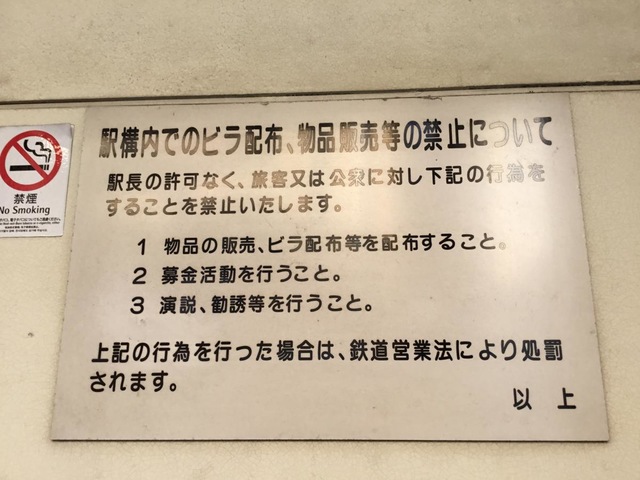 駅構内でのビラ配布、物品販売等の禁止について
駅長の許可なく、旅客又は公衆に対し下記の行為を
することを禁止いたします。
1 物品の販売、ビラ配布等を配布すること。
2 募金活動を行うこと。
3 演説、勧誘等を行うこと。
上記の行為を行った場合は、鉄道営業法により処罰
されます。
以上
禁煙
No Smoking